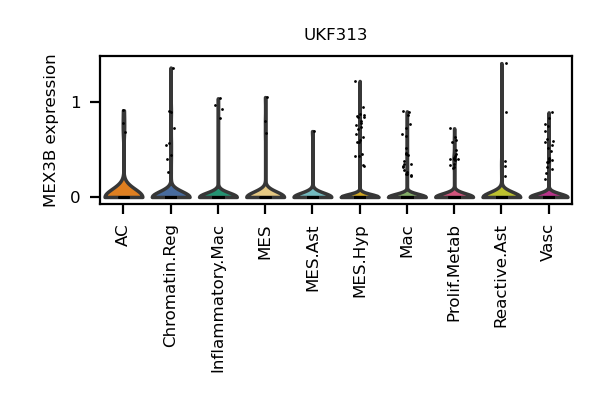 UKF313
MEX3B expression
1
0
AC
Chromatin.Reg
Inflammatory.Mac
MES
MES.Ast
MES.Hyp
Mac
Prolif.Metab
Reactive.Ast
Vasc